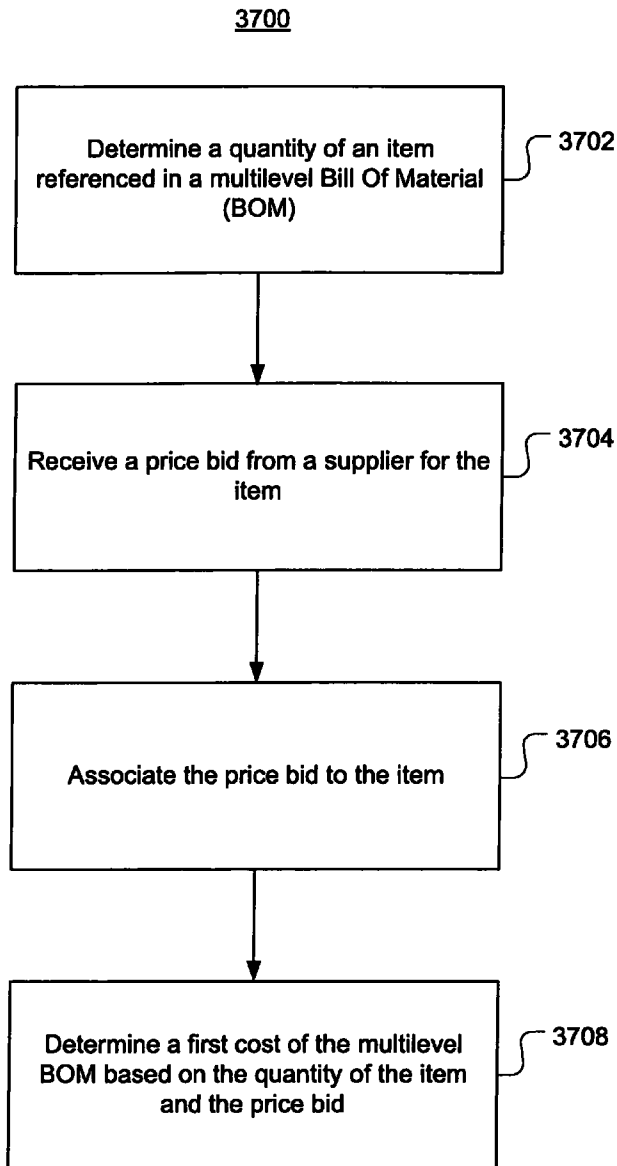 3700
Determine a quantity of an item
referenced in a multilevel Bill Of Material
(BOM)
3702
Receive a price bid from a supplier for the
item
3704
Associate the price bid to the item
3706
Determine a first cost of the multilevel
BOM based on the quantity of the item
and the price bid
3708